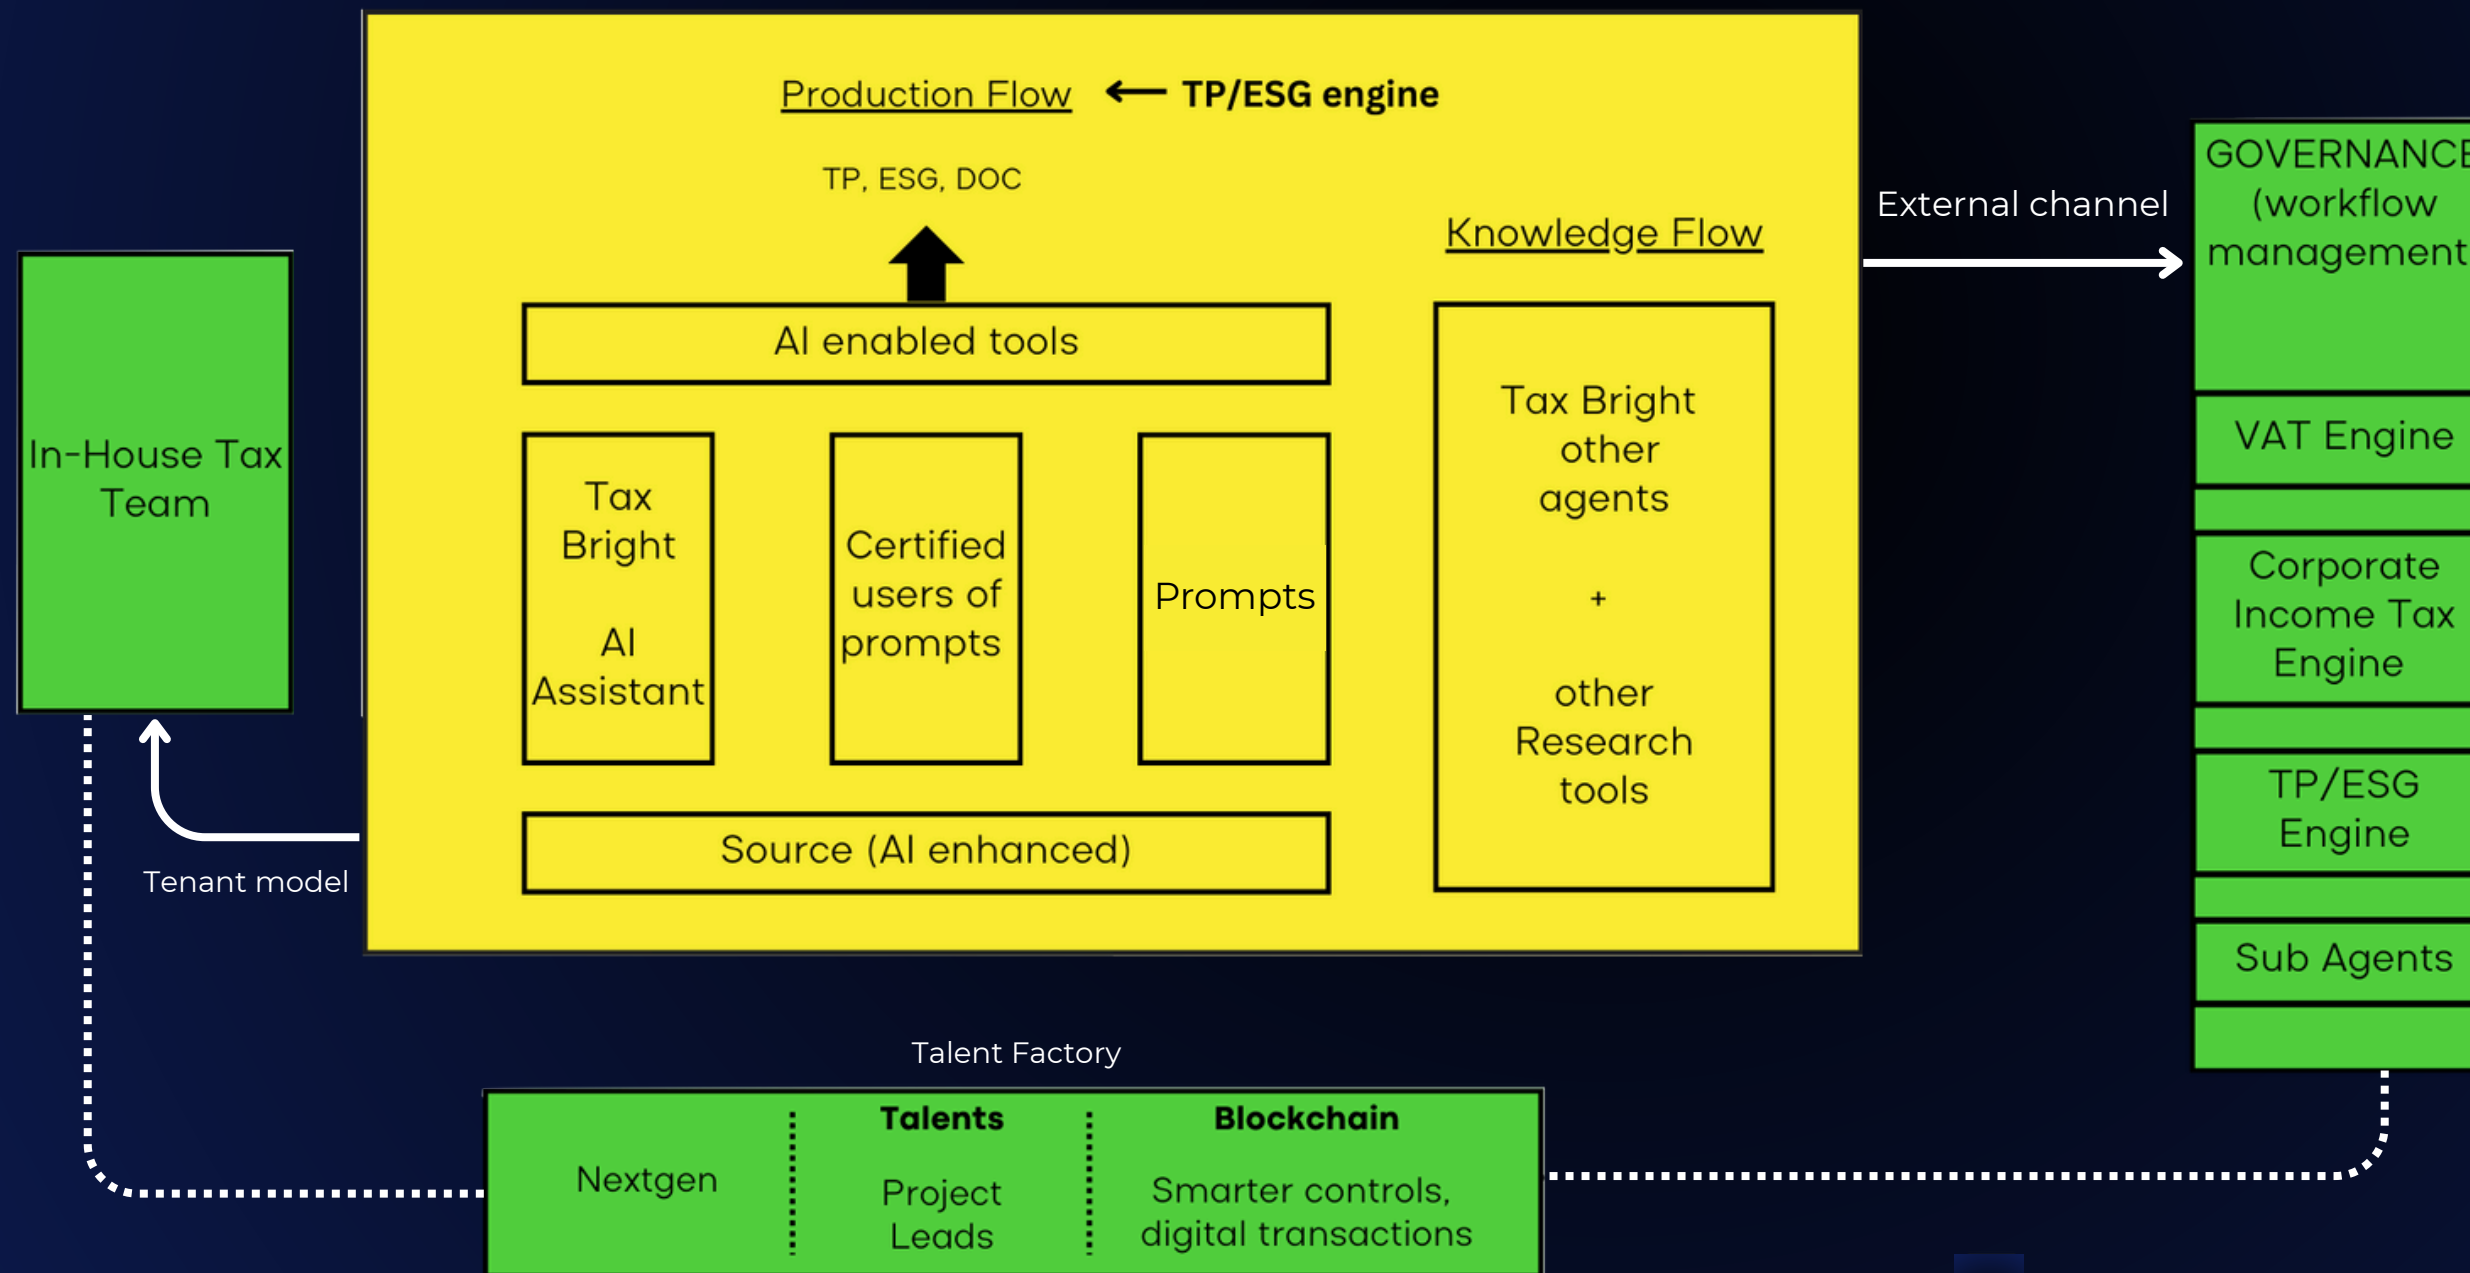 Production Flow ← TP/ESG engine
TP, ESG, DOC
Knowledge Flow
AI enabled tools
Tax
Bright
AI
Assistant
Certified
users of
prompts
Prompts
Source (AI enhanced)
Tax Bright
other
agents
+
other
Research
tools
In-House Tax
Team
Tenant model
External channel
GOVERNANCE
(workflow
management
VAT Engine
Corporate
Income Tax
Engine
TP/ESG
Engine
Sub Agents
Talent Factory
Nextgen
Talents
Project
Leads
Blockchain
Smarter controls,
digital transactions